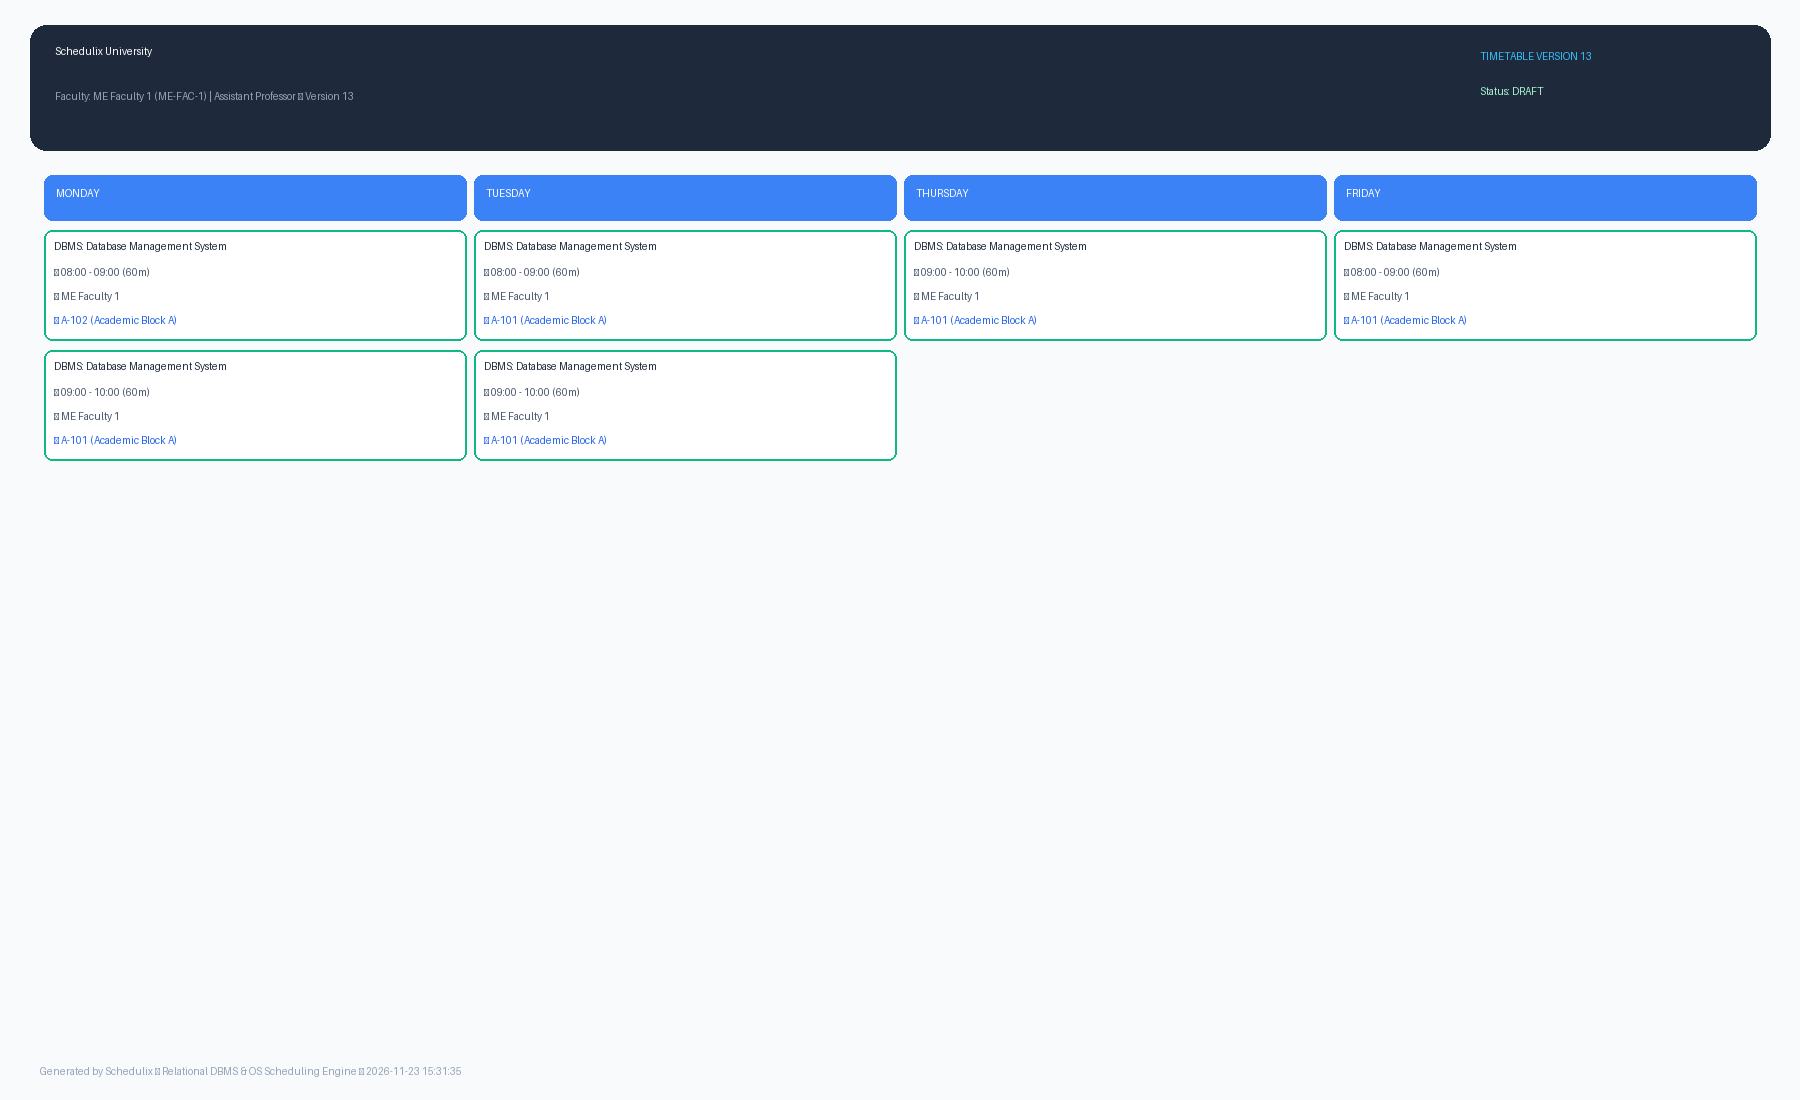 Schedulix University
TIMETABLE VERSION 13
Faculty: ME Faculty 1 (ME-FAC-1) | Assistant Professor Version 13
Status: DRAFT
MONDAY
DBMS: Database Management System
08:00 - 09:00 (60m)
ME Faculty 1
A-102 (Academic Block A)
DBMS: Database Management System
09:00 - 10:00 (60m)
ME Faculty 1
A-101 (Academic Block A)
TUESDAY
DBMS: Database Management System
08:00 - 09:00 (60m)
ME Faculty 1
A-101 (Academic Block A)
DBMS: Database Management System
09:00 - 10:00 (60m)
ME Faculty 1
A-101 (Academic Block A)
THURSDAY
DBMS: Database Management System
09:00 - 10:00 (60m)
ME Faculty 1
A-101 (Academic Block A)
FRIDAY
DBMS: Database Management System
08:00 - 09:00 (60m)
ME Faculty 1
A-101 (Academic Block A)
Generated by Schedulix Relational DBMS & OS Scheduling Engine 2026-11-23 15:31:35